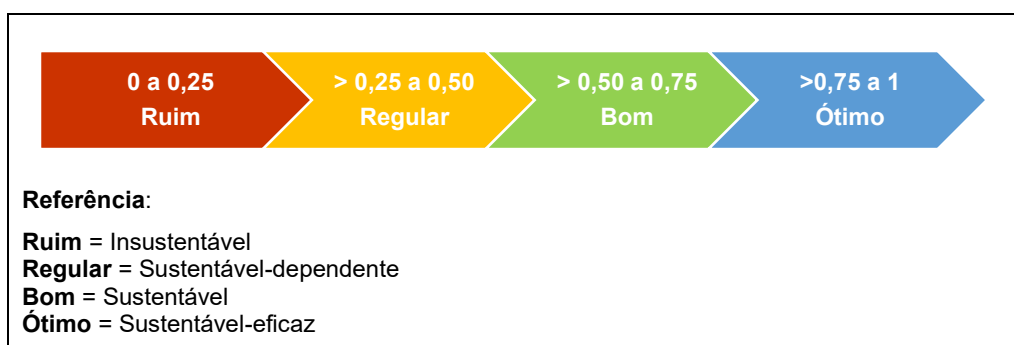 0 a 0,25
Ruim
> 0,25 a 0,50
Regular
> 0,50 a 0,75
Bom
>0,75 a 1
Ótimo
Referência:
Ruim = Insustentável
Regular = Sustentável-dependente
Bom = Sustentável
Ótimo = Sustentável-eficaz